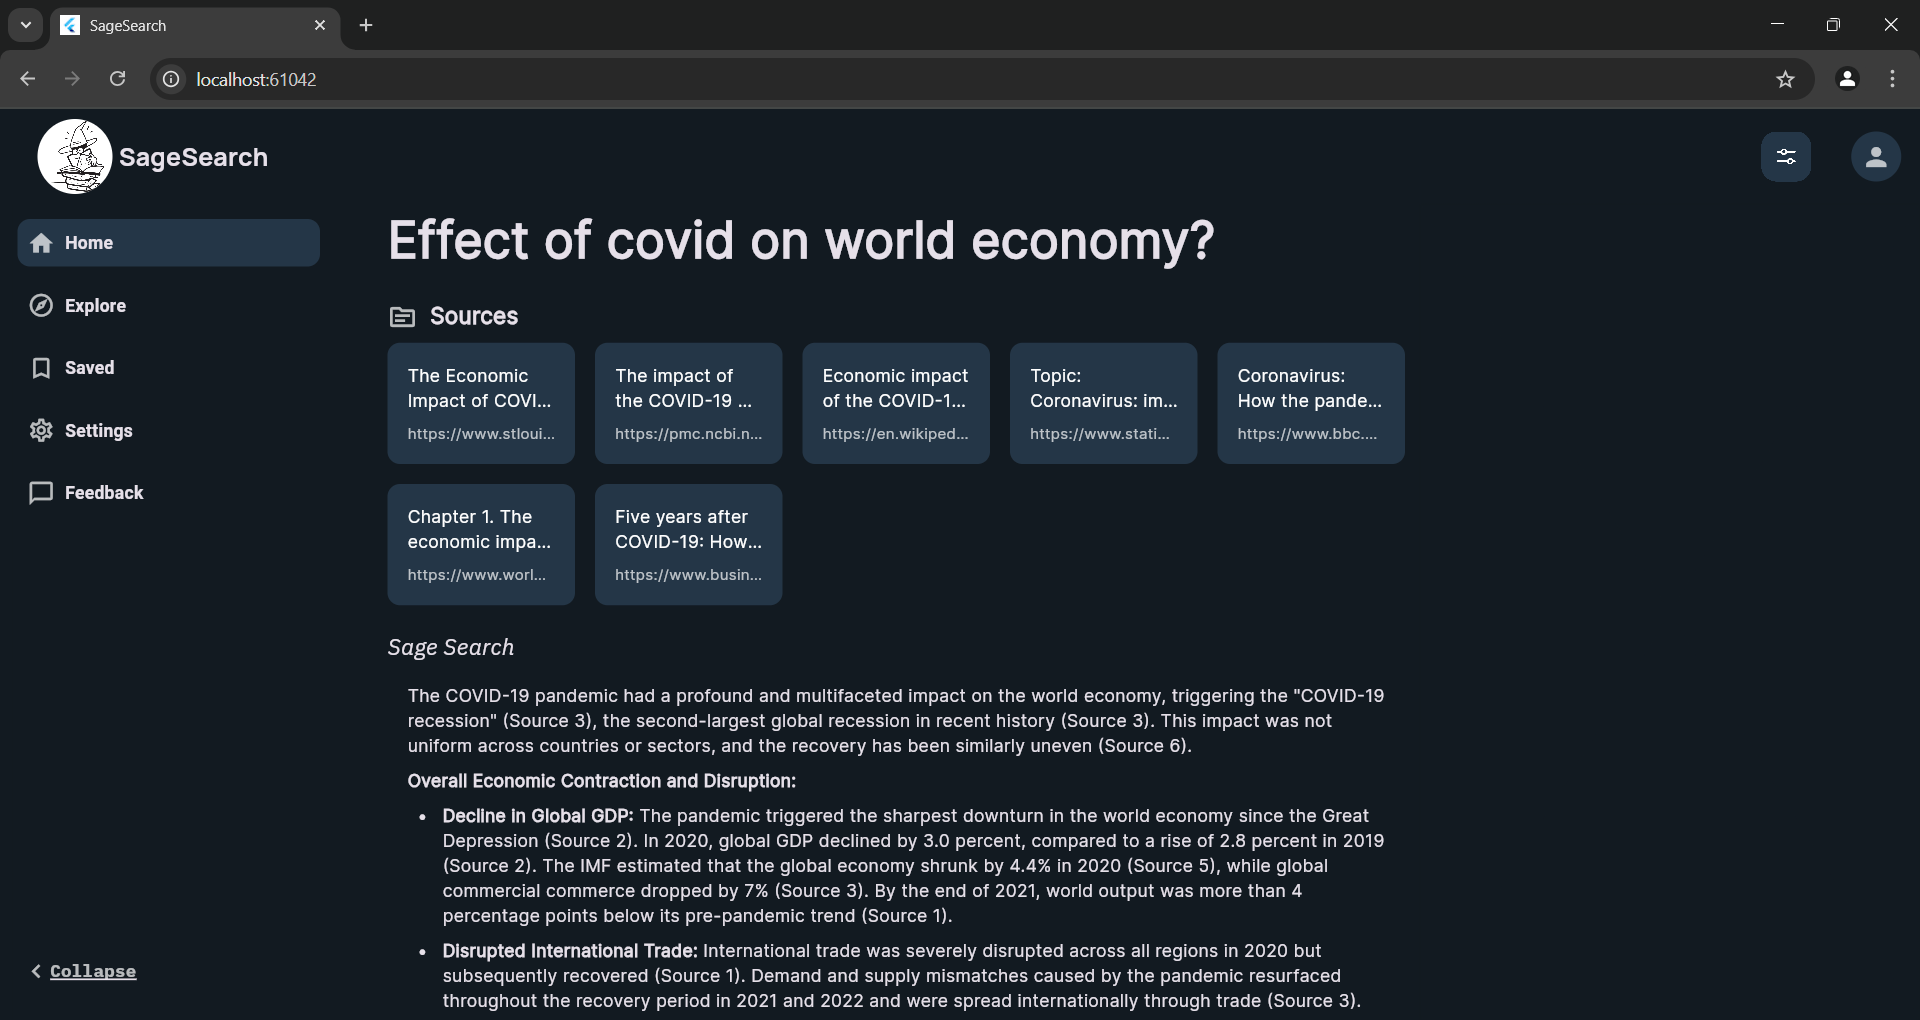 SageSearch
localhost:61042
SageSearch
Home
Explore
Saved
Settings
Feedback
Collapse
Effect of covid on world economy?
Sources
The Economic
Impact of COVI...
https://www.stloui...
The impact of
the COVID-19 ...
https://pmc.ncbi.n...
Economic impact
of the COVID-1...
https://en.wikiped...
Topic:
Coronavirus: im...
https://www.stati...
Coronavirus:
How the pande...
https://www.bbc....
Chapter 1. The
economic impa...
https://www.worl...
Five years after
COVID-19: How...
https://www.busin...
Sage Search
The COVID-19 pandemic had a profound and multifaceted impact on the world economy, triggering the "COVID-19
recession" (Source 3), the second-largest global recession in recent history (Source 3). This impact was not
uniform across countries or sectors, and the recovery has been similarly uneven (Source 6).
Overall Economic Contraction and Disruption:
• Decline in Global GDP: The pandemic triggered the sharpest downturn in the world economy since the Great
Depression (Source 2). In 2020, global GDP declined by 3.0 percent, compared to a rise of 2.8 percent in 2019
(Source 2). The IMF estimated that the global economy shrunk by 4.4% in 2020 (Source 5), while global
commercial commerce dropped by 7% (Source 3). By the end of 2021, world output was more than 4
percentage points below its pre-pandemic trend (Source 1).
• Disrupted International Trade: International trade was severely disrupted across all regions in 2020 but
subsequently recovered (Source 1). Demand and supply mismatches caused by the pandemic resurfaced
throughout the recovery period in 2021 and 2022 and were spread internationally through trade (Source 3).